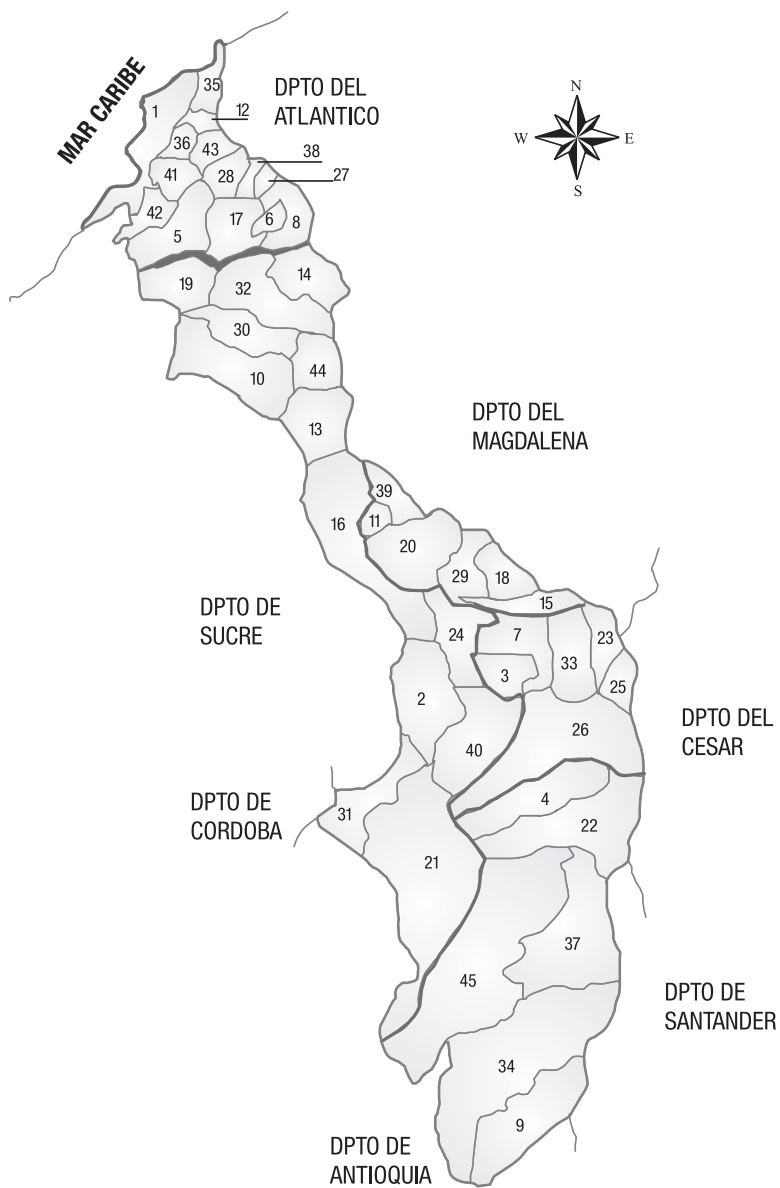 MAR CARIBE
DPTO DEL
ATLANTICO
N
W
E
S
35
1
12
36
43
38
41
28
27
42
17
6
8
5
14
19
32
30
44
10
13
DPTO DEL
MAGDALENA
39
16
11
20
29
18
15
DPTO DE
SUCRE
24
7
23
33
3
25
2
26
DPTO DEL
CESAR
40
4
DPTO DE
CORDOBA
31
22
21
37
45
DPTO DE
SANTANDER
34
9
DPTO DE
ANTIOQUIA